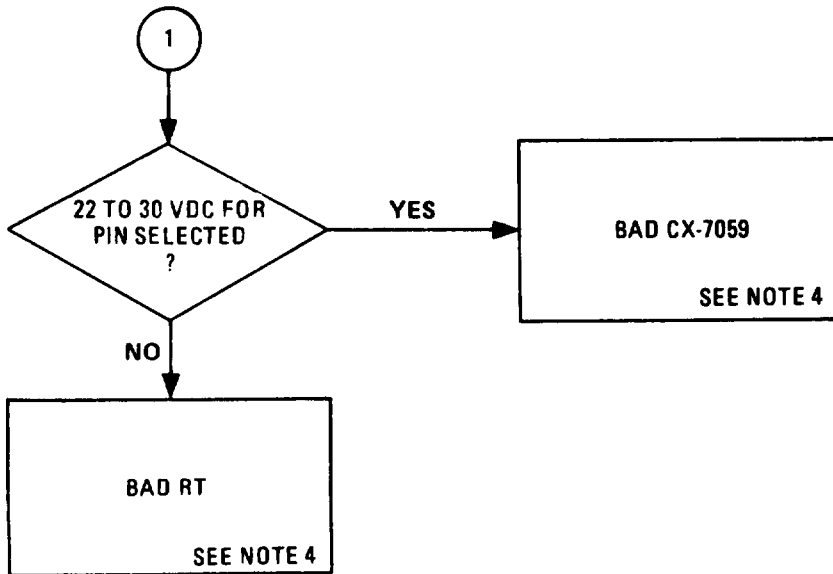 1
22 TO 30 VDC FOR
PIN SELECTED
?
YES
BAD CX-7059
SEE NOTE 4
NO
BAD RT
SEE NOTE 4